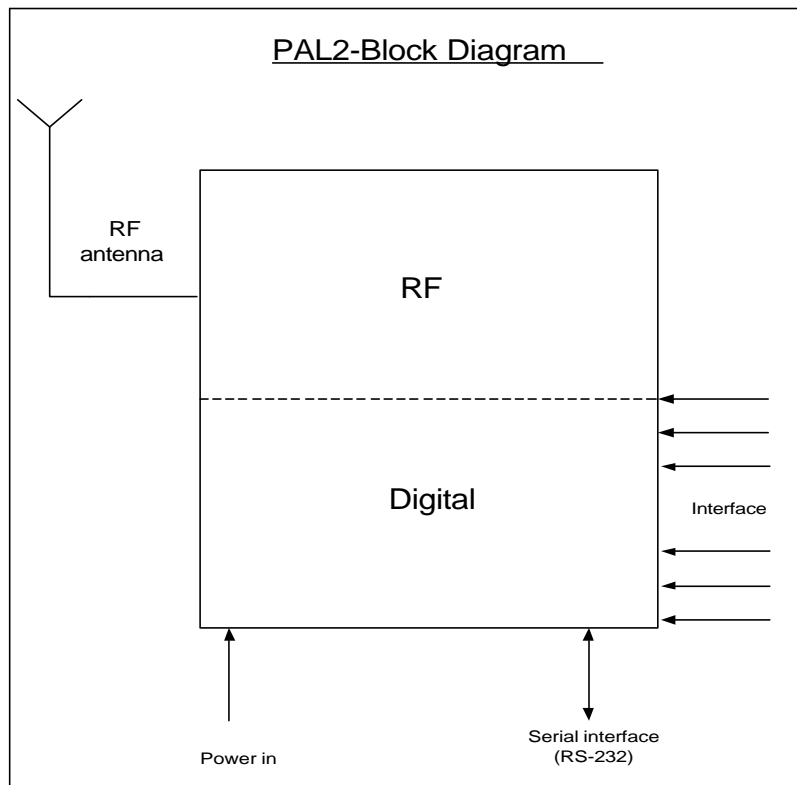 PAL2-Block Diagram
RF
antenna
RF
Digital
Interface
Power in
Serial interface
(RS-232)